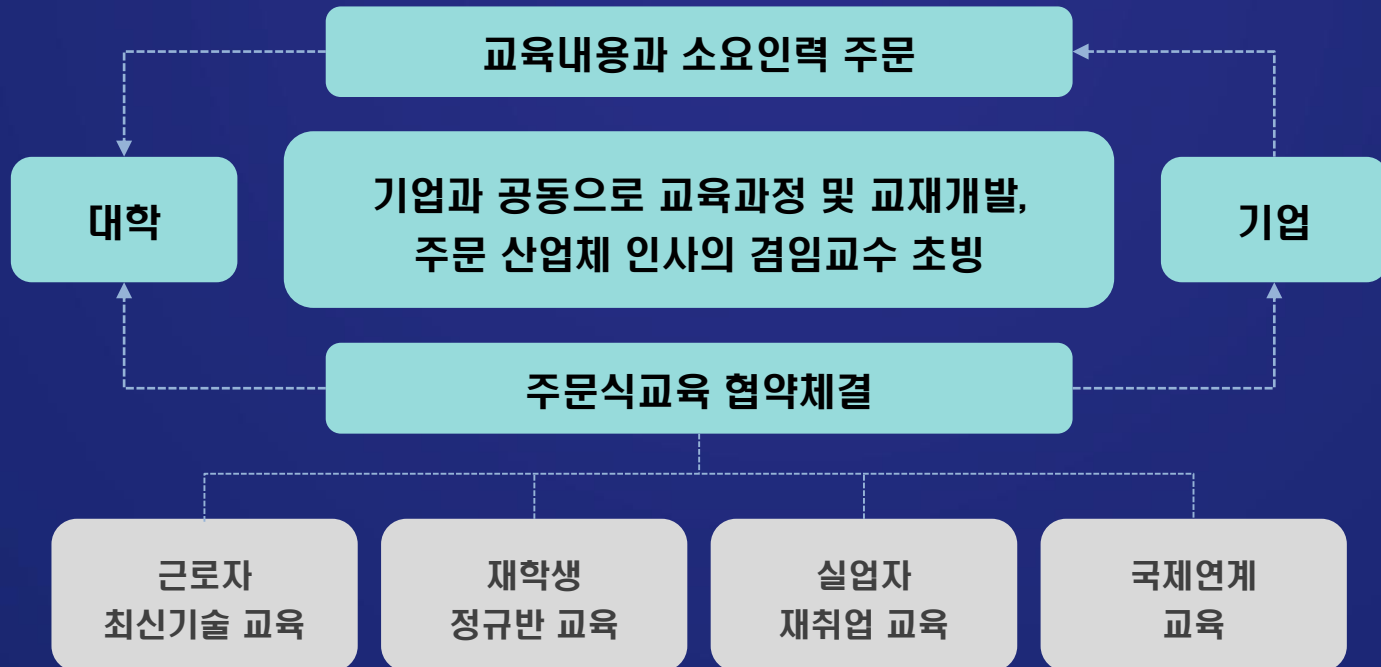 교육내용과 소요인력 주문
대학
기업과 공동으로 교육과정 및 교재개발,
주문 산업체 인사의 겸임교수 초빙
기업
주문식교육 협약체결
근로자
최신기술 교육
재학생
정규반 교육
실업자
재취업 교육
국제연계
교육